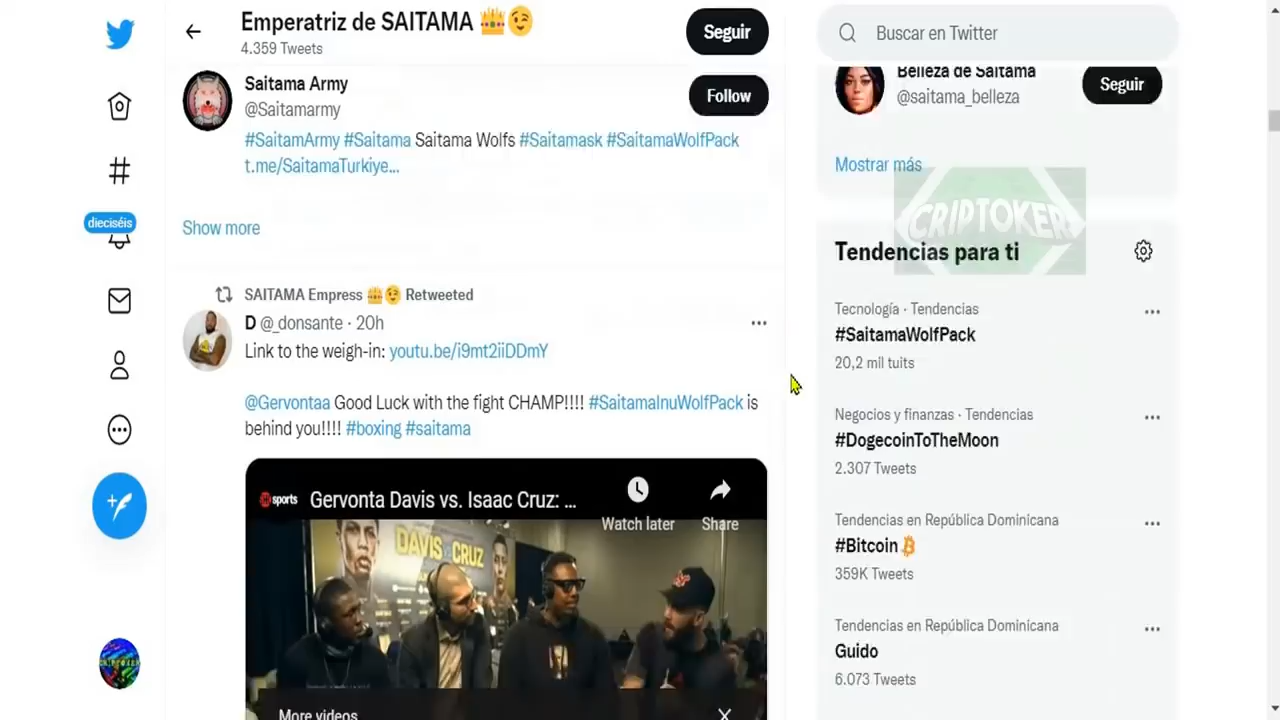 Emperatriz de SAITAMA 👑😉
4.359 Tweets
Seguir
Saitama Army
@Saitamarmy
Follow
#SaitamArmy #Saitama Saitama Wolfs #Saitamask #SaitamaWolfPack
t.me/SaitamaTurkiye...
Show more
SAITAMA Empress 👑😉 Retweeted
D @_donsante · 20h
Link to the weigh-in: youtu.be/i9mt2iiDDmY
@Gervontaa Good Luck with the fight CHAMP!!!! #SaitamaInuWolfPack is
behind you!!!! #boxing #saitama
sports
Gervonta Davis vs. Isaac Cruz: ...
Watch later
Share
DAVIS CRUZ
More videos
dieciséis
Buscar en Twitter
Belleza de Saitama
@saitama_belleza
Seguir
Mostrar más
CRIPTOKER
Tendencias para ti
Tecnología · Tendencias
#SaitamaWolfPack
20,2 mil tuits
Negocios y finanzas · Tendencias
#DogecoinToTheMoon
2.307 Tweets
Tendencias en República Dominicana
#Bitcoin
359K Tweets
Tendencias en República Dominicana
Guido
6.073 Tweets